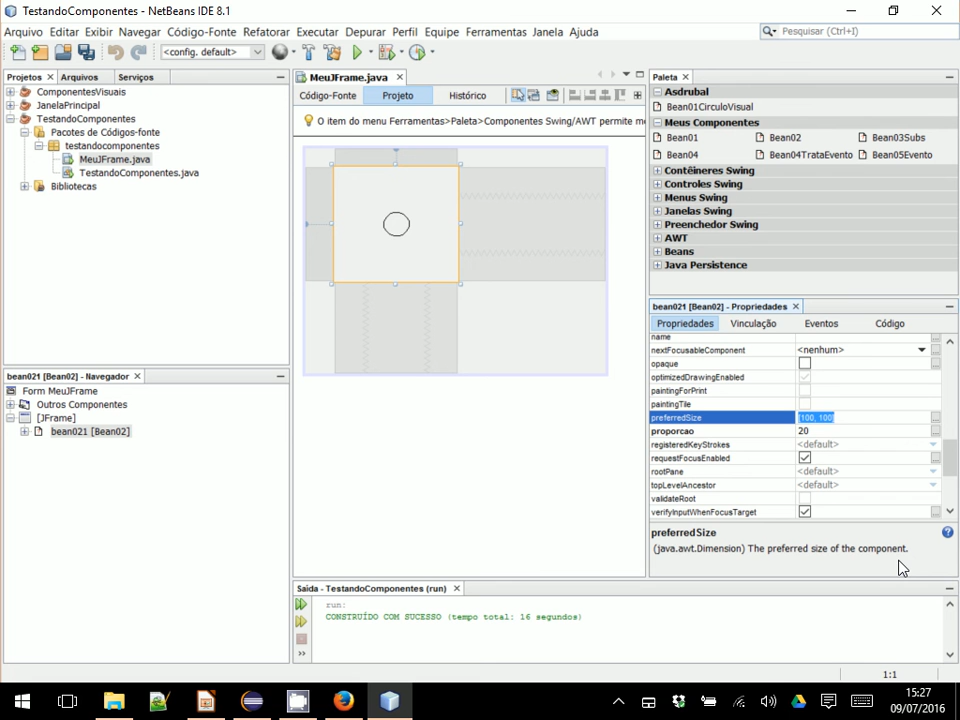 TestandoComponentes - NetBeans IDE 8.1
Arquivo Editar Exibir Navegar Código-Fonte Refatorar Executar Depurar Perfil Equipe Ferramentas Janela Ajuda
Pesquisar (Ctrl+I)
<config. default>
Projetos Arquivos Serviços
ComponentesVisuais
JanelaPrincipal
TestandoComponentes
Pacotes de Códigos-fonte
testandocomponentes
MeuJFrame.java
TestandoComponentes.java
Bibliotecas
bean021 [Bean02] - Navegador
Form MeuJFrame
Outros Componentes
[JFrame]
bean021 [Bean02]
MeuJFrame.java
Código-Fonte Projeto Histórico
O item do menu Ferramentas>Paleta>Componentes Swing/AWT permite
Paleta
Asdrubal
Bean01CirculoVisual
Meus Componentes
Bean01 Bean02 Bean03Subs
Bean04 Bean04TrataEvento Bean05Evento
Contêineres Swing
Controles Swing
Menus Swing
Janelas Swing
Preenchedor Swing
AWT
Beans
Java Persistence
bean021 [Bean02] - Propriedades
Propriedades Vinculação Eventos Código
name
nextFocusableComponent <nenhum>
opaque
optimizedDrawingEnabled
paintingForPrint
paintingTile
preferredSize [100, 100]
proporcao 20
registeredKeyStrokes <default>
requestFocusEnabled
rootPane <default>
topLevelAncestor <default>
validateRoot
verifyInputWhenFocusTarget
preferredSize
(java.awt.Dimension) The preferred size of the component.
Saída - TestandoComponentes (run)
run:
CONSTRUÍDO COM SUCESSO (tempo total: 16 segundos)
1:1
15:27
09/07/2016